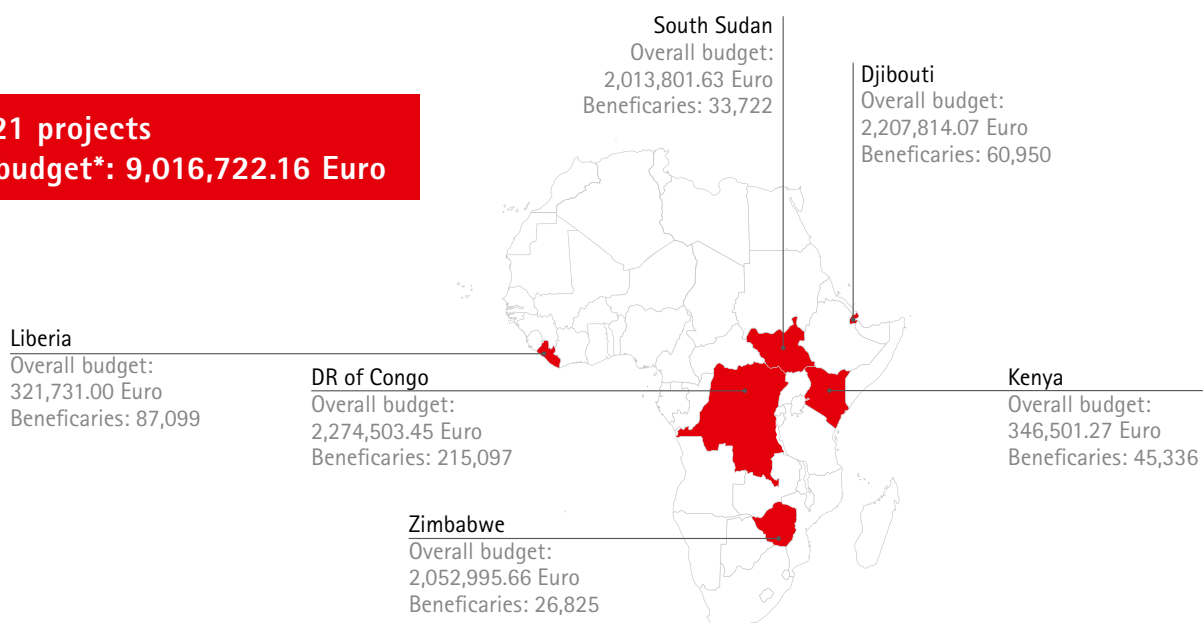 21 projects
budget*: 9,016,722.16 Euro
South Sudan
Overall budget:
2,013,801.63 Euro
Beneficaries: 33,722
Djibouti
Overall budget:
2,207,814.07 Euro
Beneficaries: 60,950
Liberia
Overall budget:
321,731.00 Euro
Beneficaries: 87,099
DR of Congo
Overall budget:
2,274,503.45 Euro
Beneficaries: 215,097
Kenya
Overall budget:
346,501.27 Euro
Beneficaries: 45,336
Zimbabwe
Overall budget:
2,052,995.66 Euro
Beneficaries: 26,825